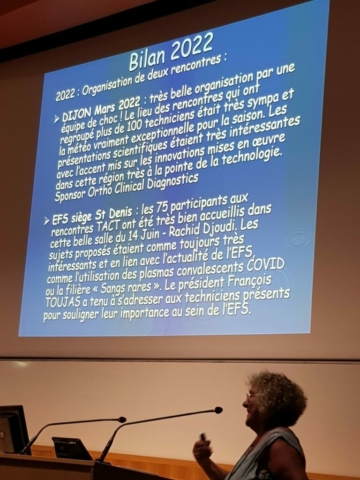 Bilan 2022
2022 : Organisation de deux rencontres :
➢ DIJON Mars 2022 : très belle organisation par une
équipe de choc ! Le lieu des rencontres qui ont
regroupé plus de 100 techniciens était très sympa et
la météo vraiment exceptionnelle pour la saison. Les
présentations scientifiques étaient très intéressantes
avec l'accent mis sur les innovations mises en œuvre
dans cette région très à la pointe de la technologie.
Sponsor Ortho Clinical Diagnostics
➢ EFS siège St Denis : les 75 participants aux
rencontres TACT ont été très bien accueillis dans
cette belle salle du 14 Juin - Rachid Djoudi. Les
sujets proposés étaient comme toujours très
intéressants et en lien avec l'actualité de l'EFS,
comme l'utilisation des plasmas convalescents COVID
ou la filière « Sangs rares ». Le président François
TOUJAS a tenu à s'adresser aux techniciens présents
pour souligner leur importance au sein de l'EFS.